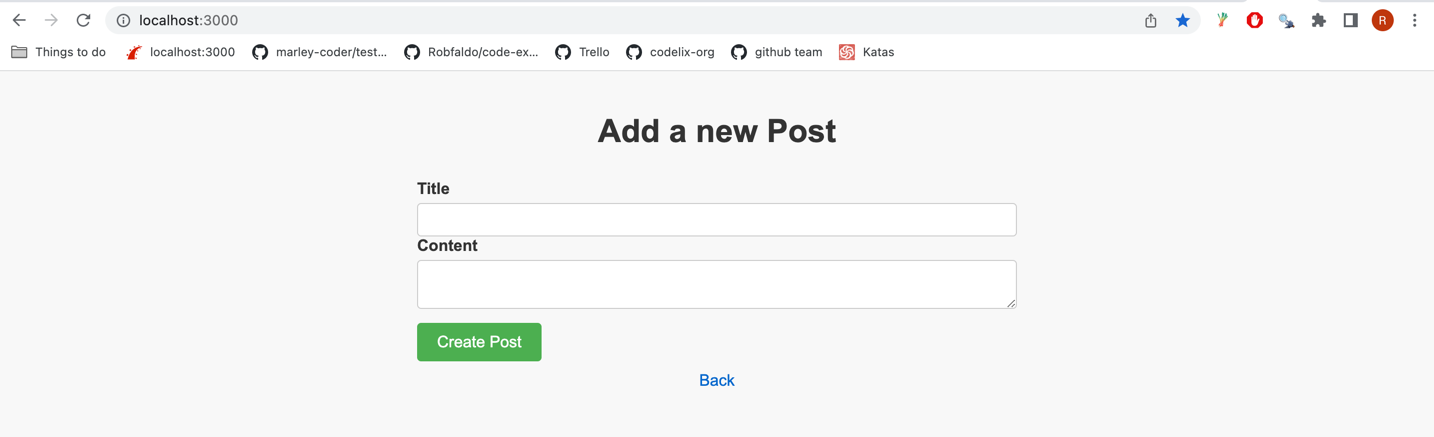 localhost:3000
R
Things to do localhost:3000 marley-coder/test... Robfaldo/code-ex... Trello codelix-org github team Katas
Add a new Post
Title
Content
Create Post
Back